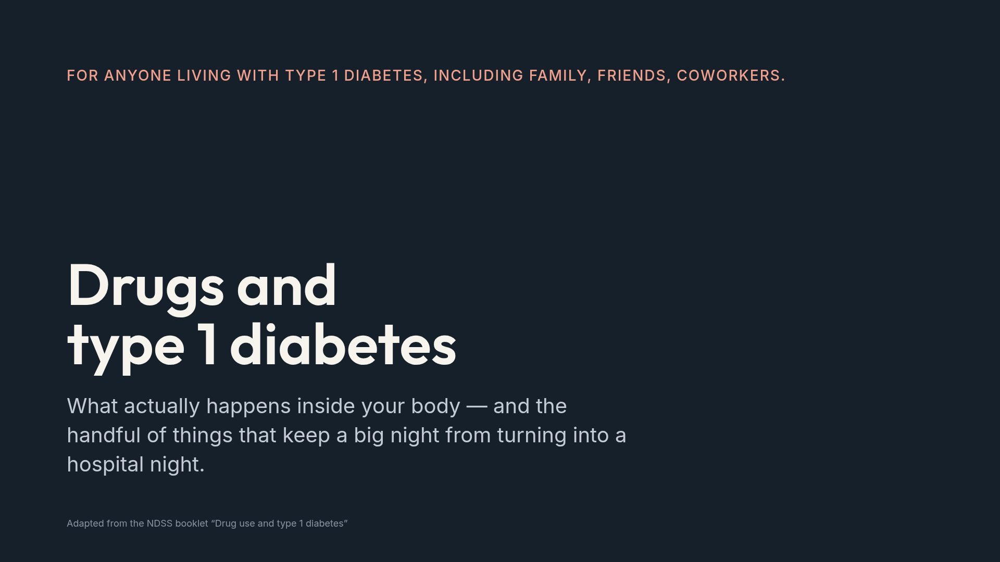 FOR ANYONE LIVING WITH TYPE 1 DIABETES, INCLUDING FAMILY, FRIENDS, COWORKERS.
Drugs and
type 1 diabetes
What actually happens inside your body — and the
handful of things that keep a big night from turning into a
hospital night.
Adapted from the NDSS booklet “Drug use and type 1 diabetes”